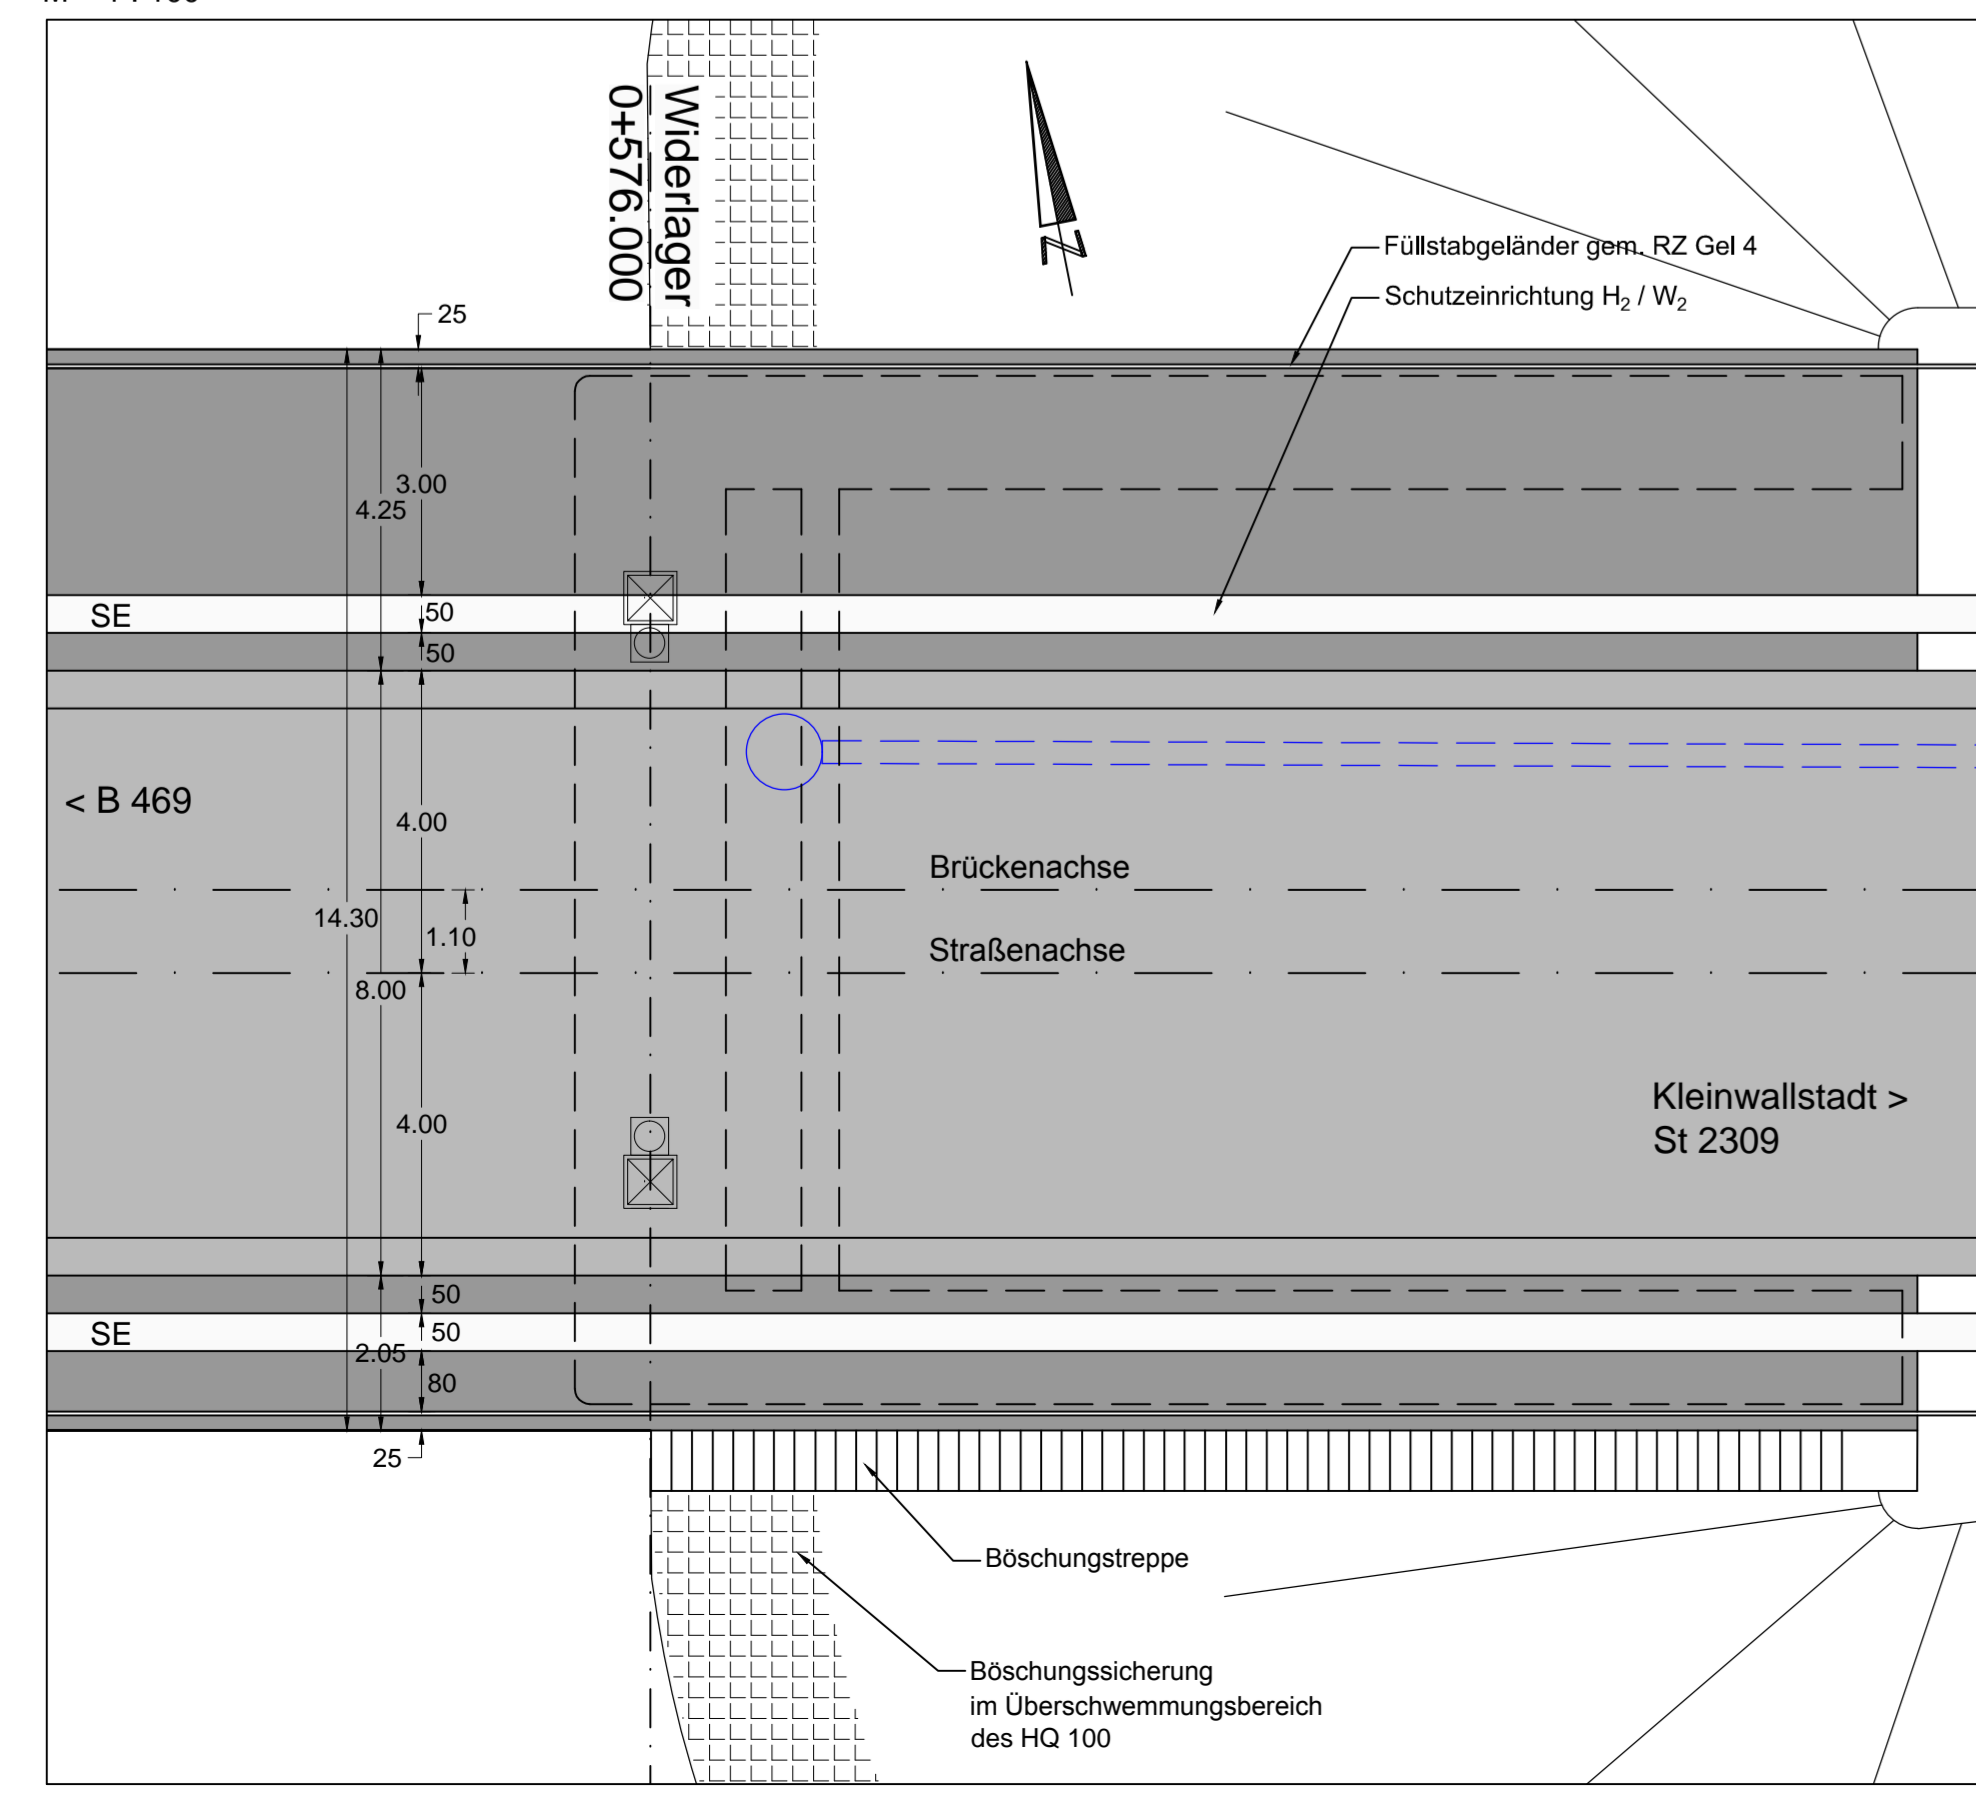 Widerlager
0+576.000
N
Füllstabgeländer gem. RZ Gel 4
Schutzeinrichtung H₂ / W₂
25
3.00
4.25
SE
50
50
< B 469
4.00
Brückenachse
14.30
1.10
Straßenachse
8.00
4.00
Kleinwallstadt >
St 2309
50
SE
50
2.05
80
25
Böschungstreppe
Böschungssicherung
im Überschwemmungsbereich
des HQ 100